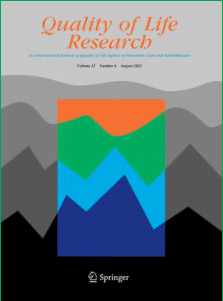 Quality of Life
Research
An International Journal of Quality of Life Aspects of Treatment, Care and Rehabilitation
Volume 21 Number 6 August 2012
Springer